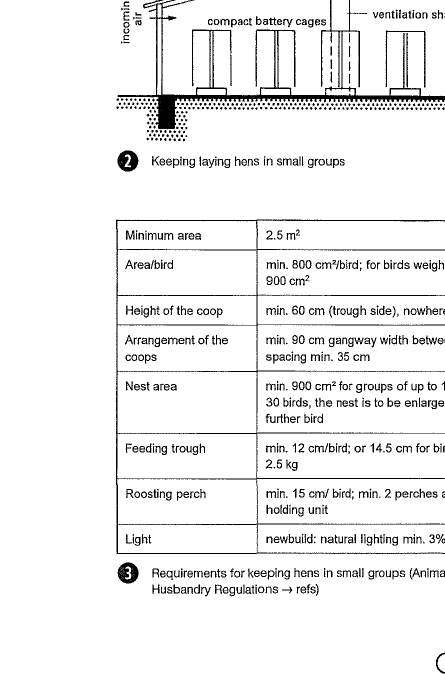 incomin
air
compact battery cages
ventilation sh
2 Keeping laying hens in small groups
Minimum area 2.5 m²
Area/bird min. 800 cm²/bird; for birds weigh
900 cm²
Height of the coop min. 60 cm (trough side), nowhere
Arrangement of the min. 90 cm gangway width betwe
coops spacing min. 35 cm
Nest area min. 900 cm² for groups of up to 1
30 birds, the nest is to be enlarge
further bird
Feeding trough min. 12 cm/bird; or 14.5 cm for bi
2.5 kg
Roosting perch min. 15 cm/ bird; min. 2 perches a
holding unit
Light newbuild: natural lighting min. 3%
3 Requirements for keeping hens in small groups (Anima
Husbandry Regulations → refs)